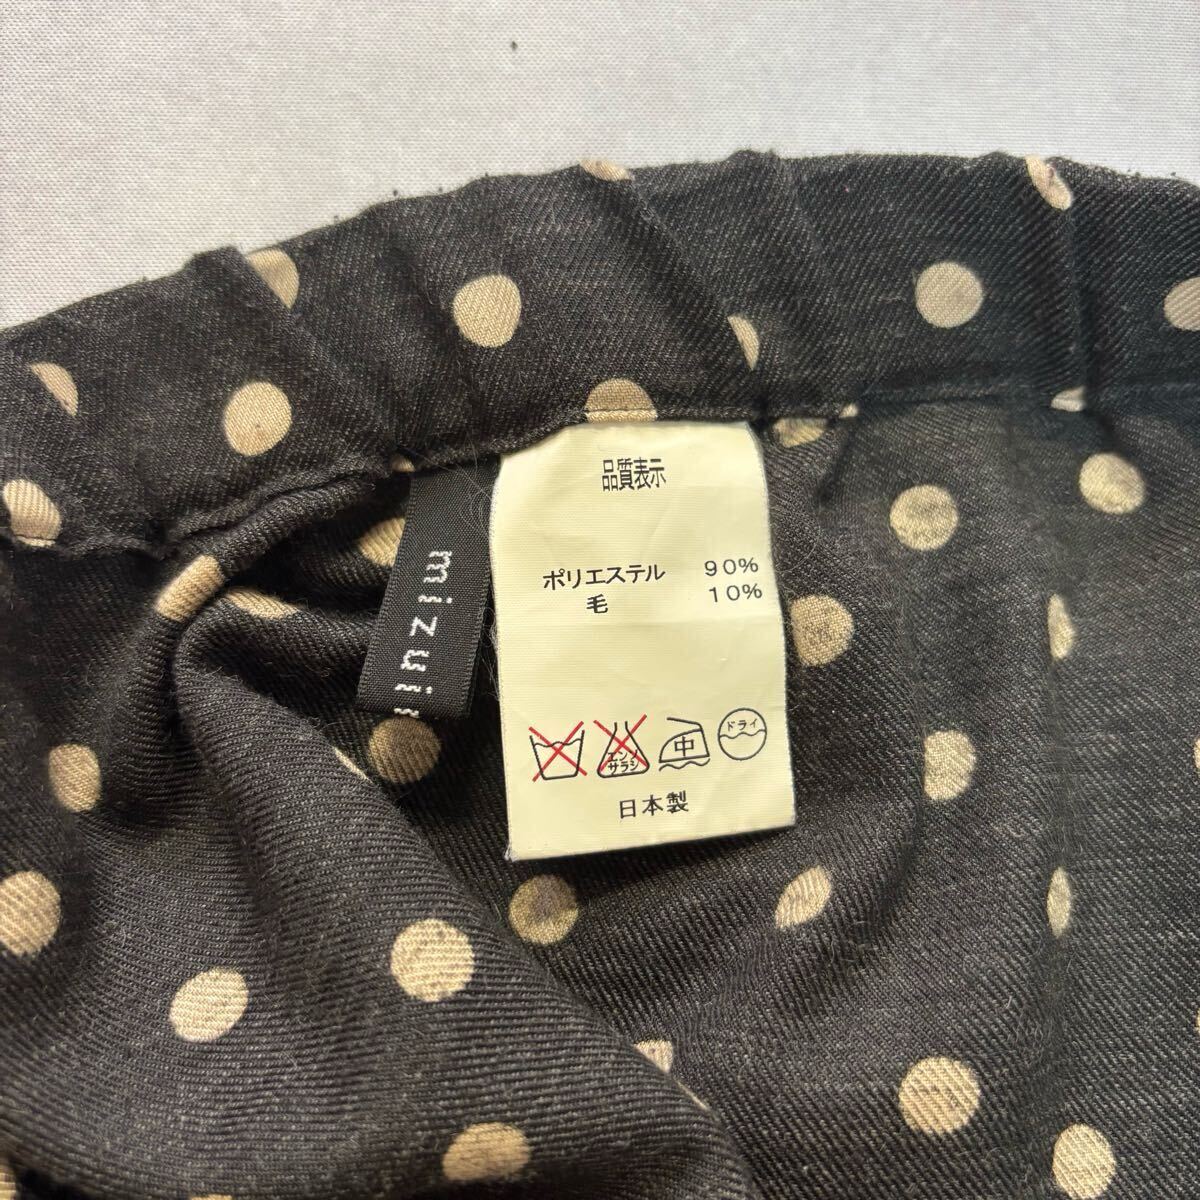 品質表示
ポリエステル 90%
毛 10%
エンソ
サラシ
中
ドライ
日本製